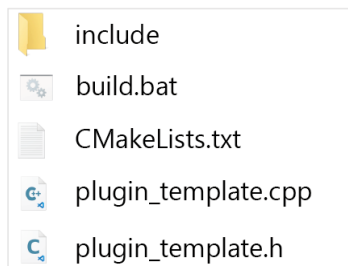 include
build.bat
CMakeLists.txt
plugin_template.cpp
plugin_template.h